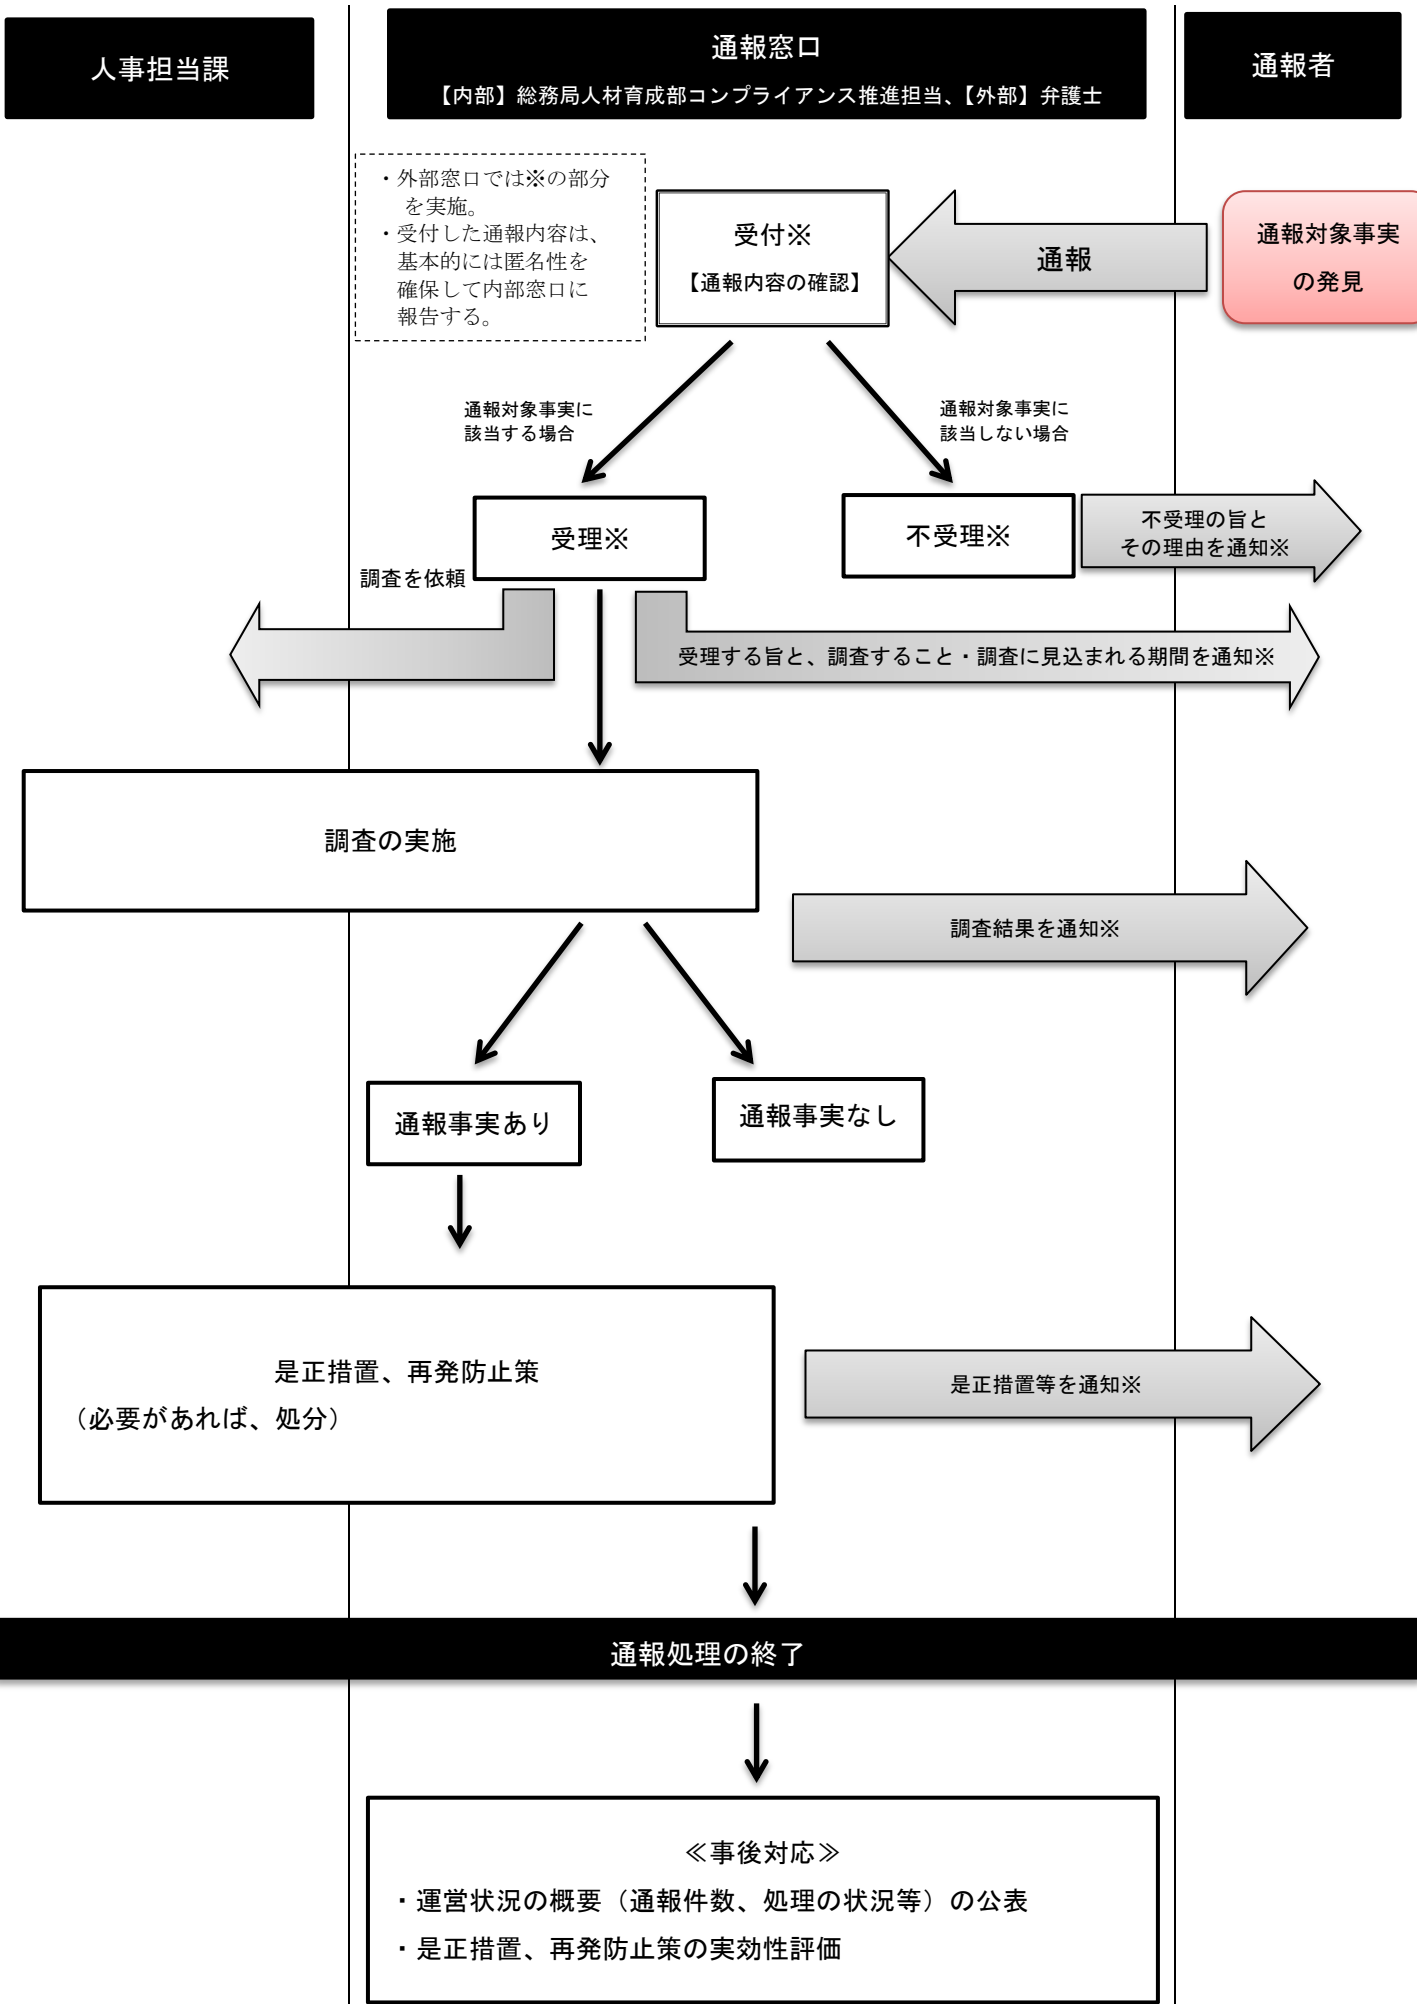 人事担当課
通報窓口
【内部】総務局人材育成部コンプライアンス推進担当、【外部】弁護士
通報者
・外部窓口では※の部分
を実施。
・受付した通報内容は、
基本的には匿名性を
確保して内部窓口に
報告する。
受付※
【通報内容の確認】
通報
通報対象事実
の発見
通報対象事実に
該当する場合
通報対象事実に
該当しない場合
受理※
不受理※
不受理の旨と
その理由を通知※
調査を依頼
受理する旨と、調査すること・調査に見込まれる期間を通知※
調査の実施
調査結果を通知※
通報事実あり
通報事実なし
是正措置、再発防止策
（必要があれば、処分）
是正措置等を通知※
通報処理の終了
≪事後対応≫
・運営状況の概要（通報件数、処理の状況等）の公表
・是正措置、再発防止策の実効性評価